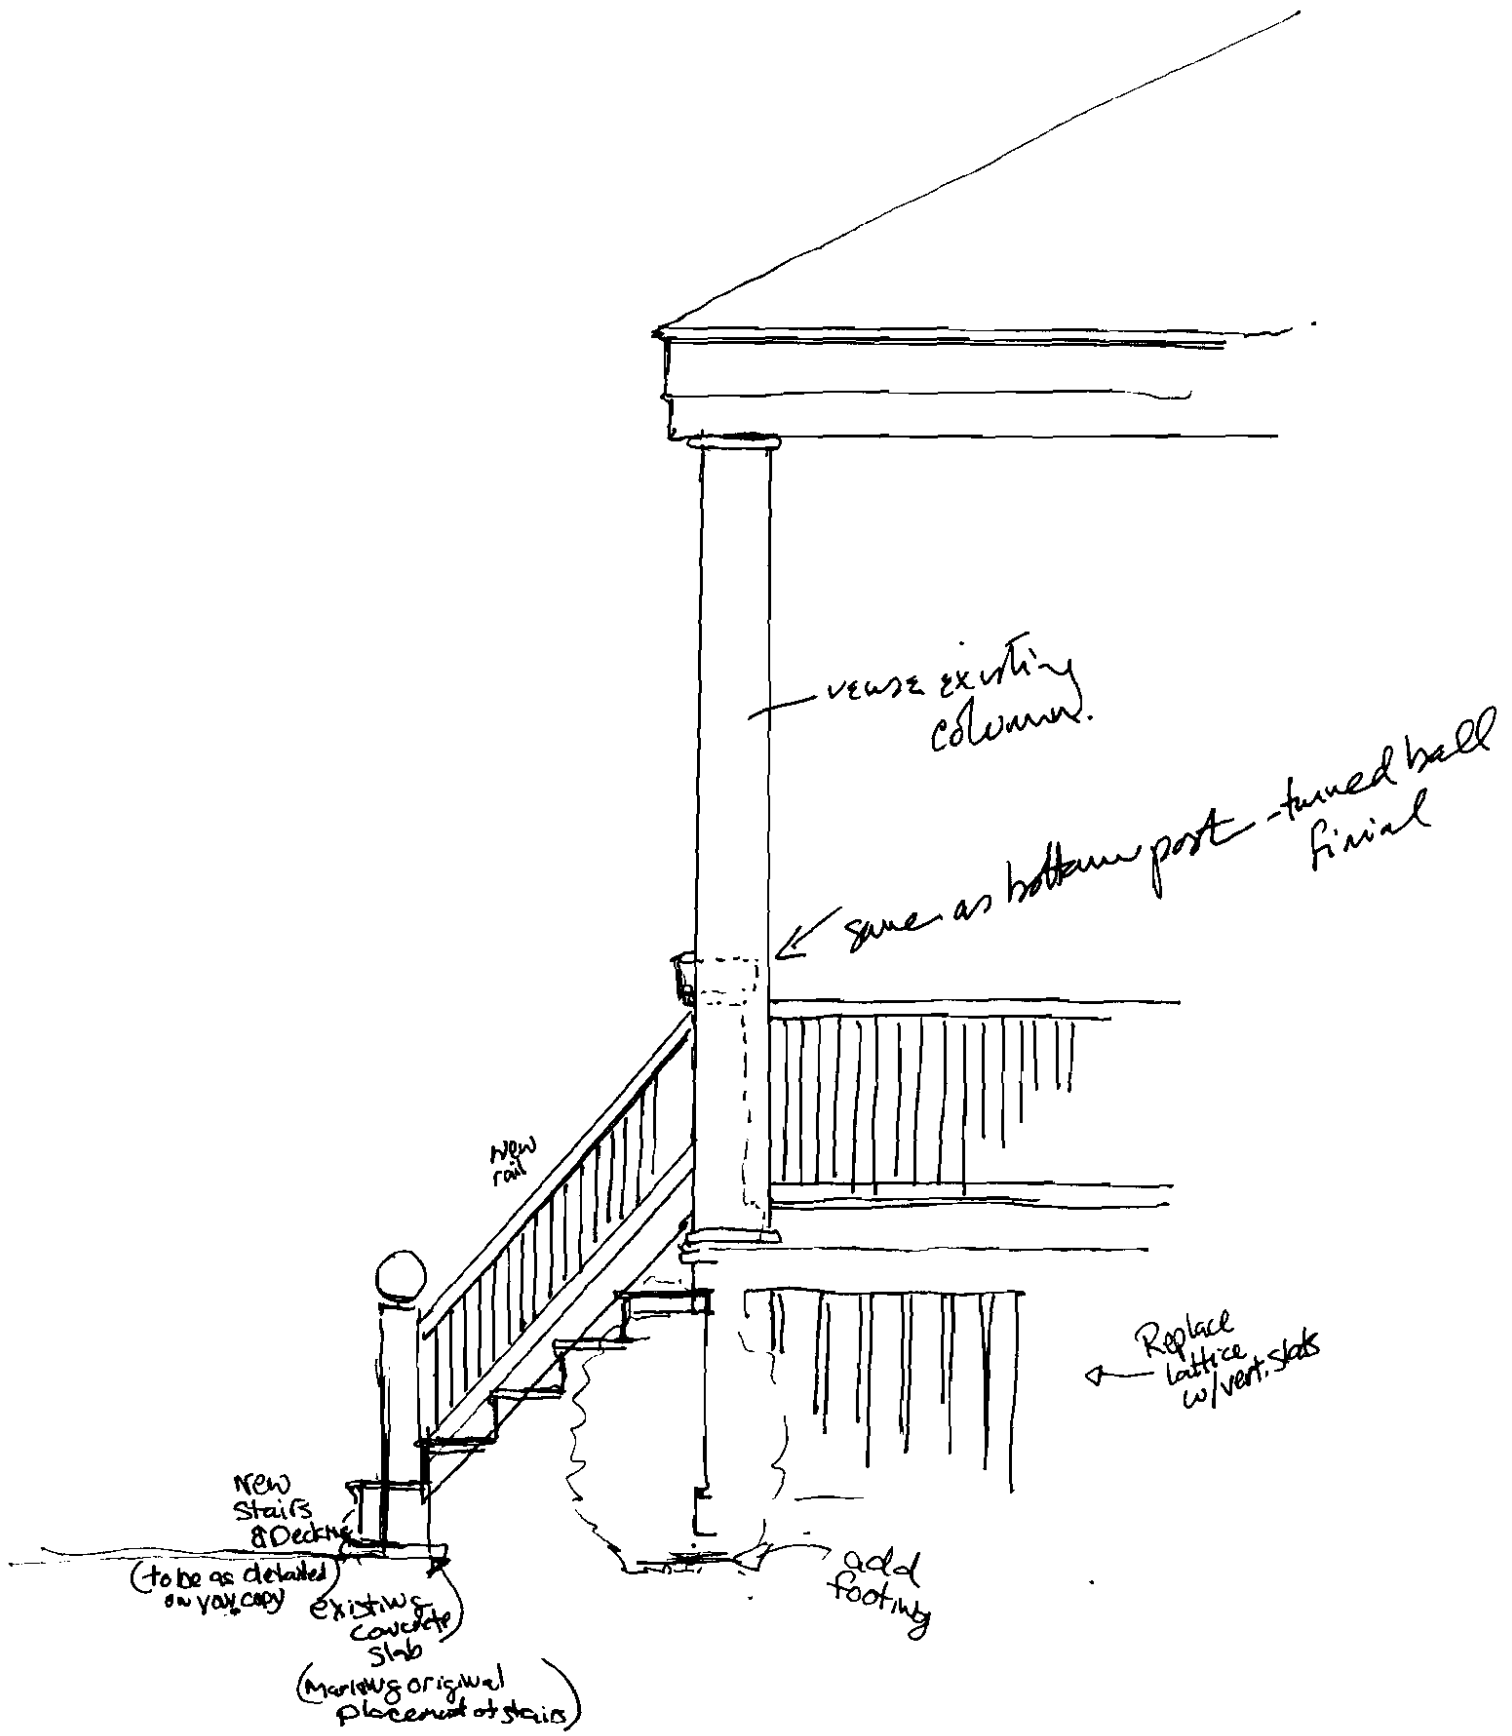 reuse existing
column.
same as bottom post - turned ball
finial
New
rail
Replace
lattice
w/vert. slats
New
Stairs
& Decking
(to be as detailed
on your copy)
existing
concrete
slab
(marking original
placement of stairs)
add
footing